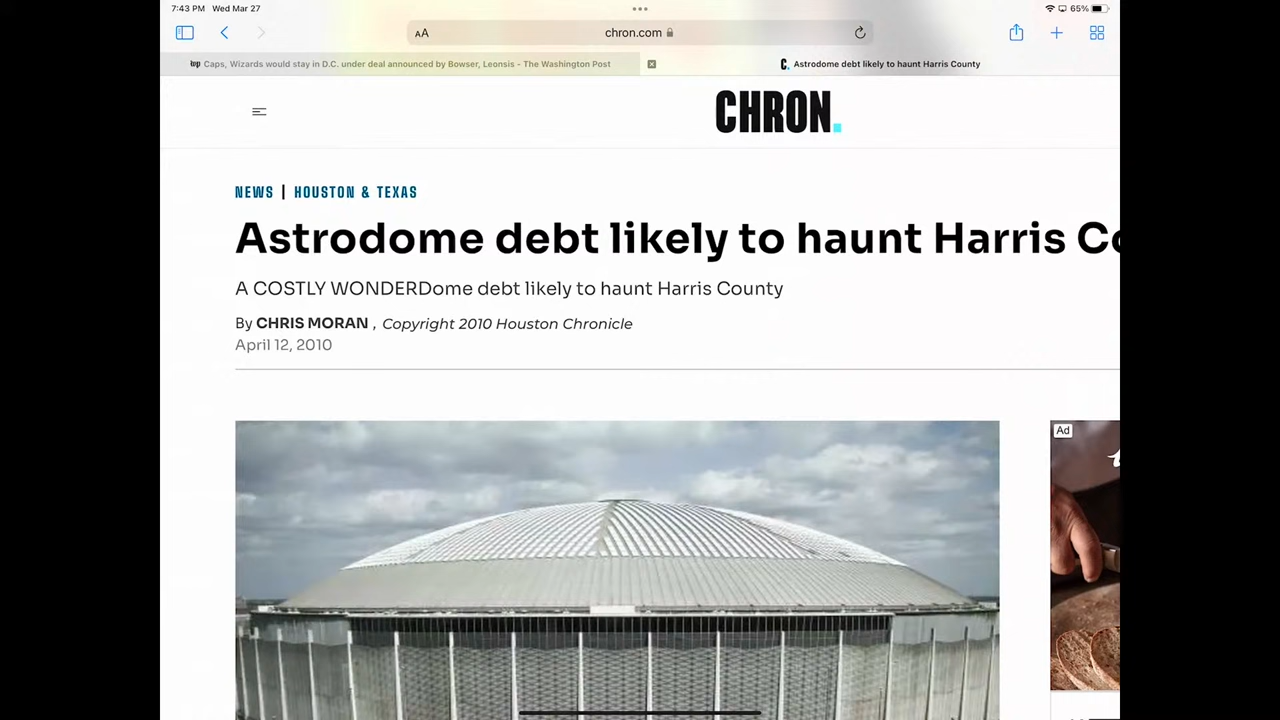 7:43 PM Wed Mar 27
65%
AA
chron.com
wp Caps, Wizards would stay in D.C. under deal announced by Bowser, Leonsis - The Washington Post
C. Astrodome debt likely to haunt Harris County
CHRON.
NEWS | HOUSTON & TEXAS
Astrodome debt likely to haunt Harris Co
A COSTLY WONDERDome debt likely to haunt Harris County
By CHRIS MORAN , Copyright 2010 Houston Chronicle
April 12, 2010
Ad